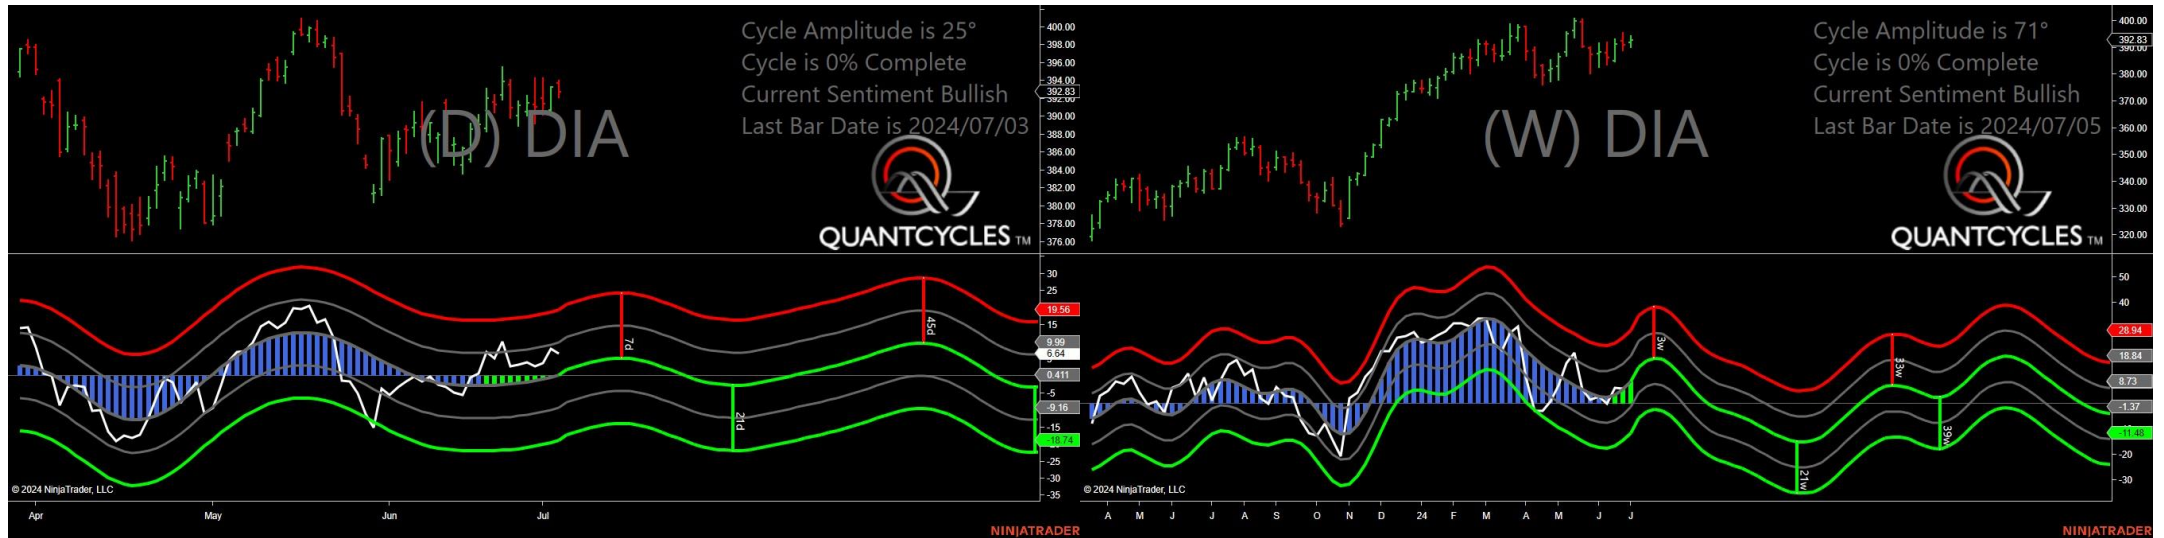 Cycle Amplitude is 25°
Cycle is 0% Complete
Current Sentiment Bullish
Last Bar Date is 2024/07/03
(D) DIA
QUANTCYCLES TM
400.00
398.00
396.00
394.00
392.83
392.00
390.00
388.00
386.00
384.00
382.00
380.00
378.00
376.00
30
25
19.56
15
9.99
6.64
0.411
-5
-9.16
-15
-18.74
-25
-30
-35
7d
21d
45d
© 2024 NinjaTrader, LLC
Apr May Jun Jul
NINJATRADER
Cycle Amplitude is 71°
Cycle is 0% Complete
Current Sentiment Bullish
Last Bar Date is 2024/07/05
(W) DIA
QUANTCYCLES TM
400.00
392.83
390.00
380.00
370.00
360.00
350.00
340.00
330.00
320.00
50
40
28.94
18.84
8.73
-1.37
-11.48
-20
-30
3w
21w
33w
39w
© 2024 NinjaTrader, LLC
A M J J A S O N D 24 F M A M J J
NINJATRADER